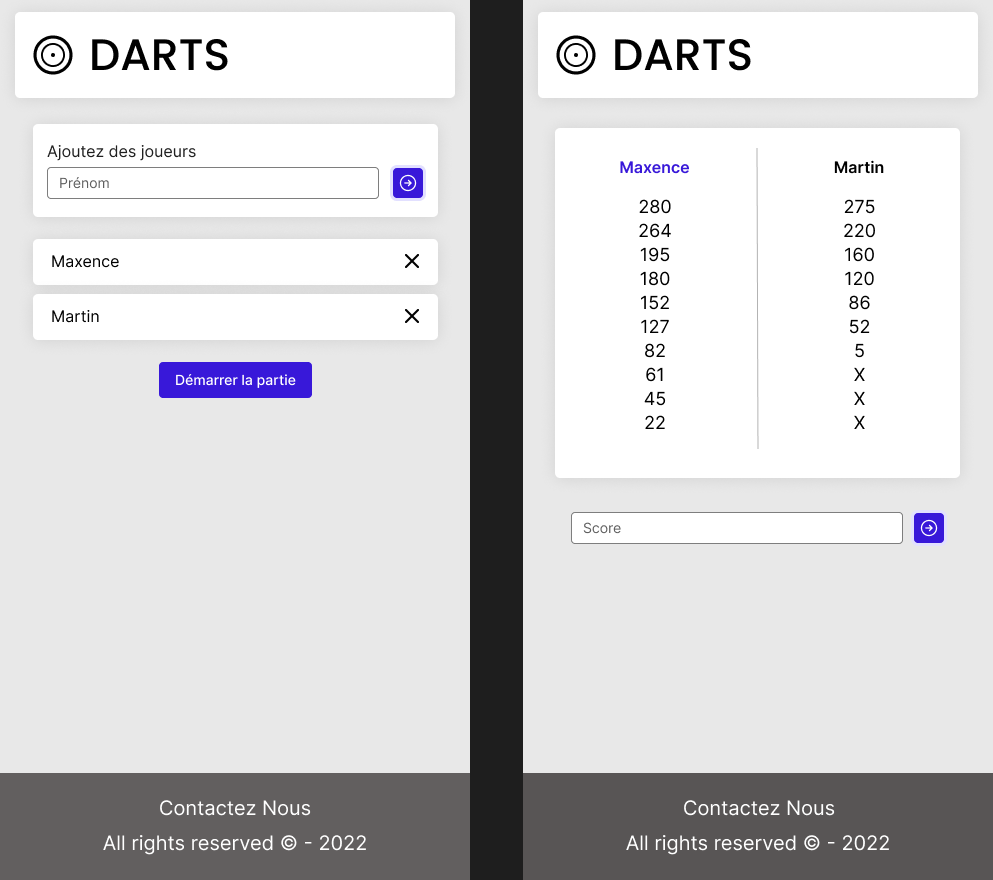 DARTS
Ajoutez des joueurs
Prénom
Maxence
Martin
Démarrer la partie
Contactez Nous
All rights reserved © - 2022
DARTS
Maxence Martin
280 275
264 220
195 160
180 120
152 86
127 52
82 5
61 X
45 X
22 X
Score
Contactez Nous
All rights reserved © - 2022